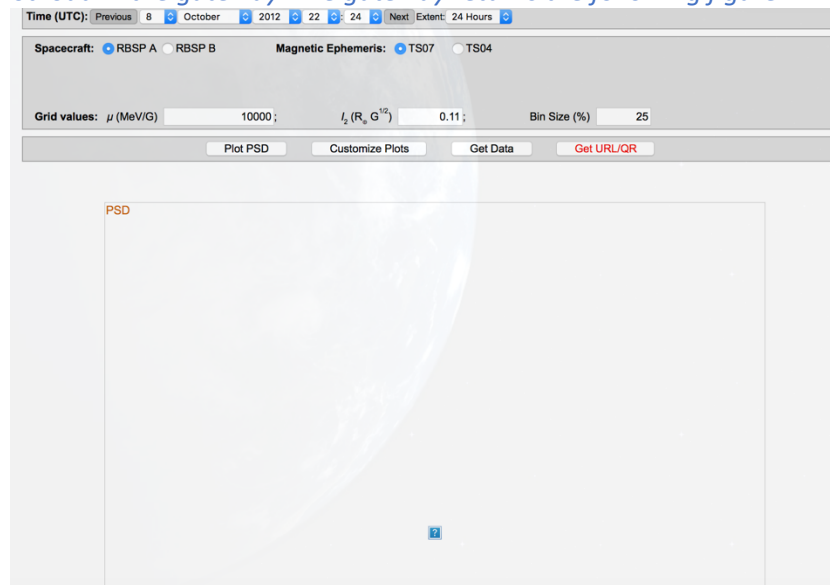 Time (UTC): Previous 8 October 2012 22 : 24 Next Extent: 24 Hours
Spacecraft: RBSP A RBSP B Magnetic Ephemeris: TS07 TS04
Grid values: μ (MeV/G) 10000 ; I₂ (Rₑ G^1/2) 0.11 ; Bin Size (%) 25
Plot PSD Customize Plots Get Data Get URL/QR
PSD
?